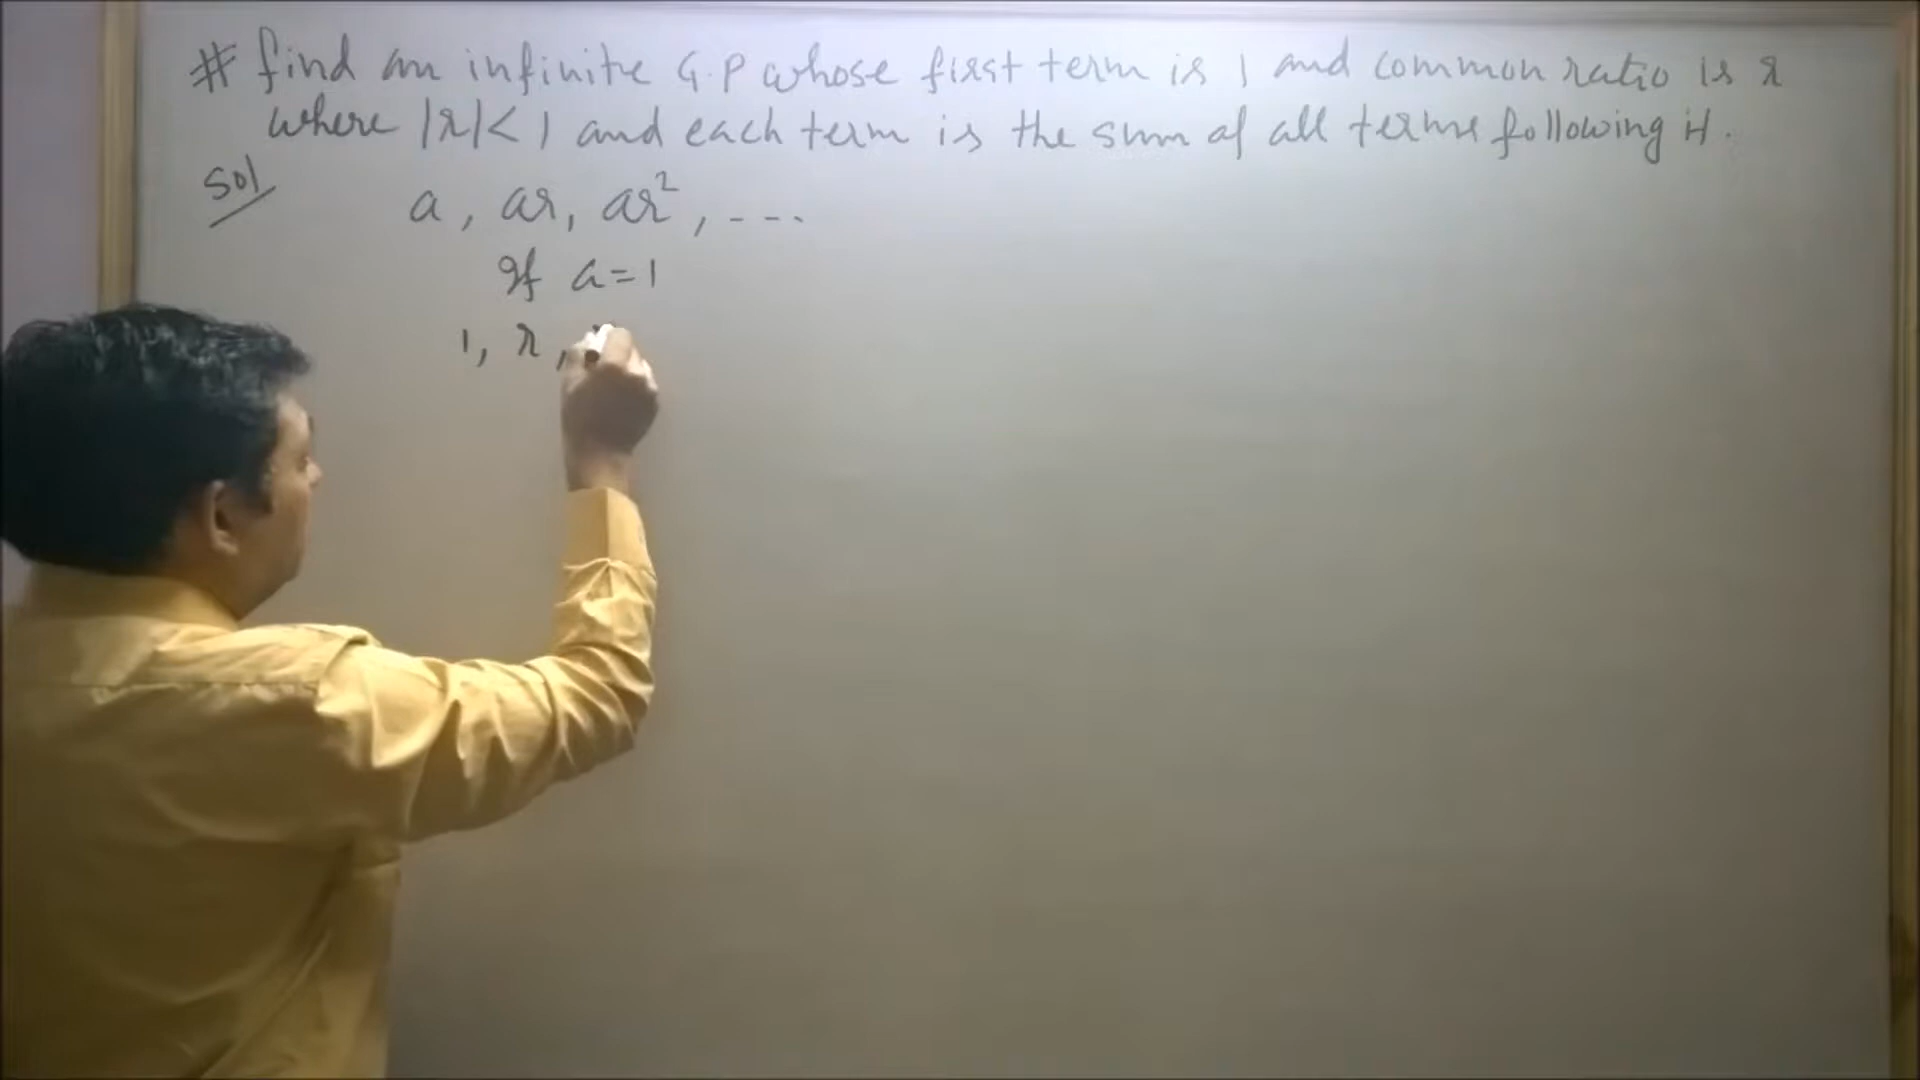 # find an infinite G.P whose first term is 1 and common ratio is r
where |r|<1 and each term is the sum of all terms following it.
Sol
a, ar, ar², ---
If a=1
1, r,